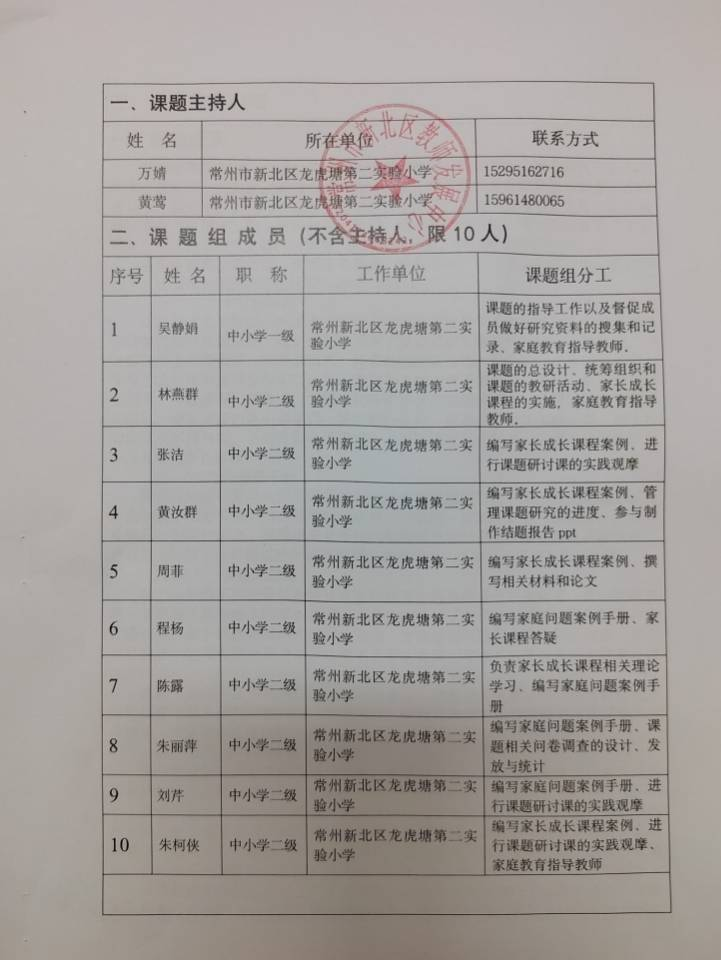 一、课题主持人
姓 名 所在单位 联系方式
万婧 常州市新北区龙虎塘第二实验小学 15295162716
黄莺 常州市新北区龙虎塘第二实验小学 15961480065
常州市新北区教师发展中心
二、课 题 组 成 员（不含主持人，限10人）
序号 姓 名 职 称 工作单位 课题组分工
1 吴静娟 中小学一级
常州新北区龙虎塘第二实
验小学
课题的指导工作以及督促成
员做好研究资料的搜集和记
录、家庭教育指导教师．
2 林燕群 中小学二级
常州新北区龙虎塘第二实
验小学
课题的总设计、统筹组织和
课题的教研活动、家长成长
课程的实施，家庭教育指导
教师．
3 张洁 中小学二级
常州新北区龙虎塘第二实
验小学
编写家长成长课程案例、进
行课题研讨课的实践观摩
4 黄汝群 中小学二级
常州新北区龙虎塘第二实
验小学
编写家长成长课程案例、管
理课题研究的进度、参与制
作结题报告 ppt
5 周菲 中小学二级
常州新北区龙虎塘第二实
验小学
编写家长成长课程案例、撰
写相关材料和论文
6 程杨 中小学二级
常州新北区龙虎塘第二实
验小学
编写家庭问题案例手册、家
长课程答疑
7 陈露 中小学二级
常州新北区龙虎塘第二实
验小学
负责家长成长课程相关理论
学习、编写家庭问题案例手
册
8 朱丽萍 中小学二级
常州新北区龙虎塘第二实
验小学
编写家庭问题案例手册、课
题相关问卷调查的设计、发
放与统计
9 刘芹 中小学二级
常州新北区龙虎塘第二实
验小学
编写家庭问题案例手册、进
行课题研讨课的实践观摩
10 朱柯侠 中小学二级
常州新北区龙虎塘第二实
验小学
编写家长成长课程案例、进
行课题研讨课的实践观摩、
家庭教育指导教师